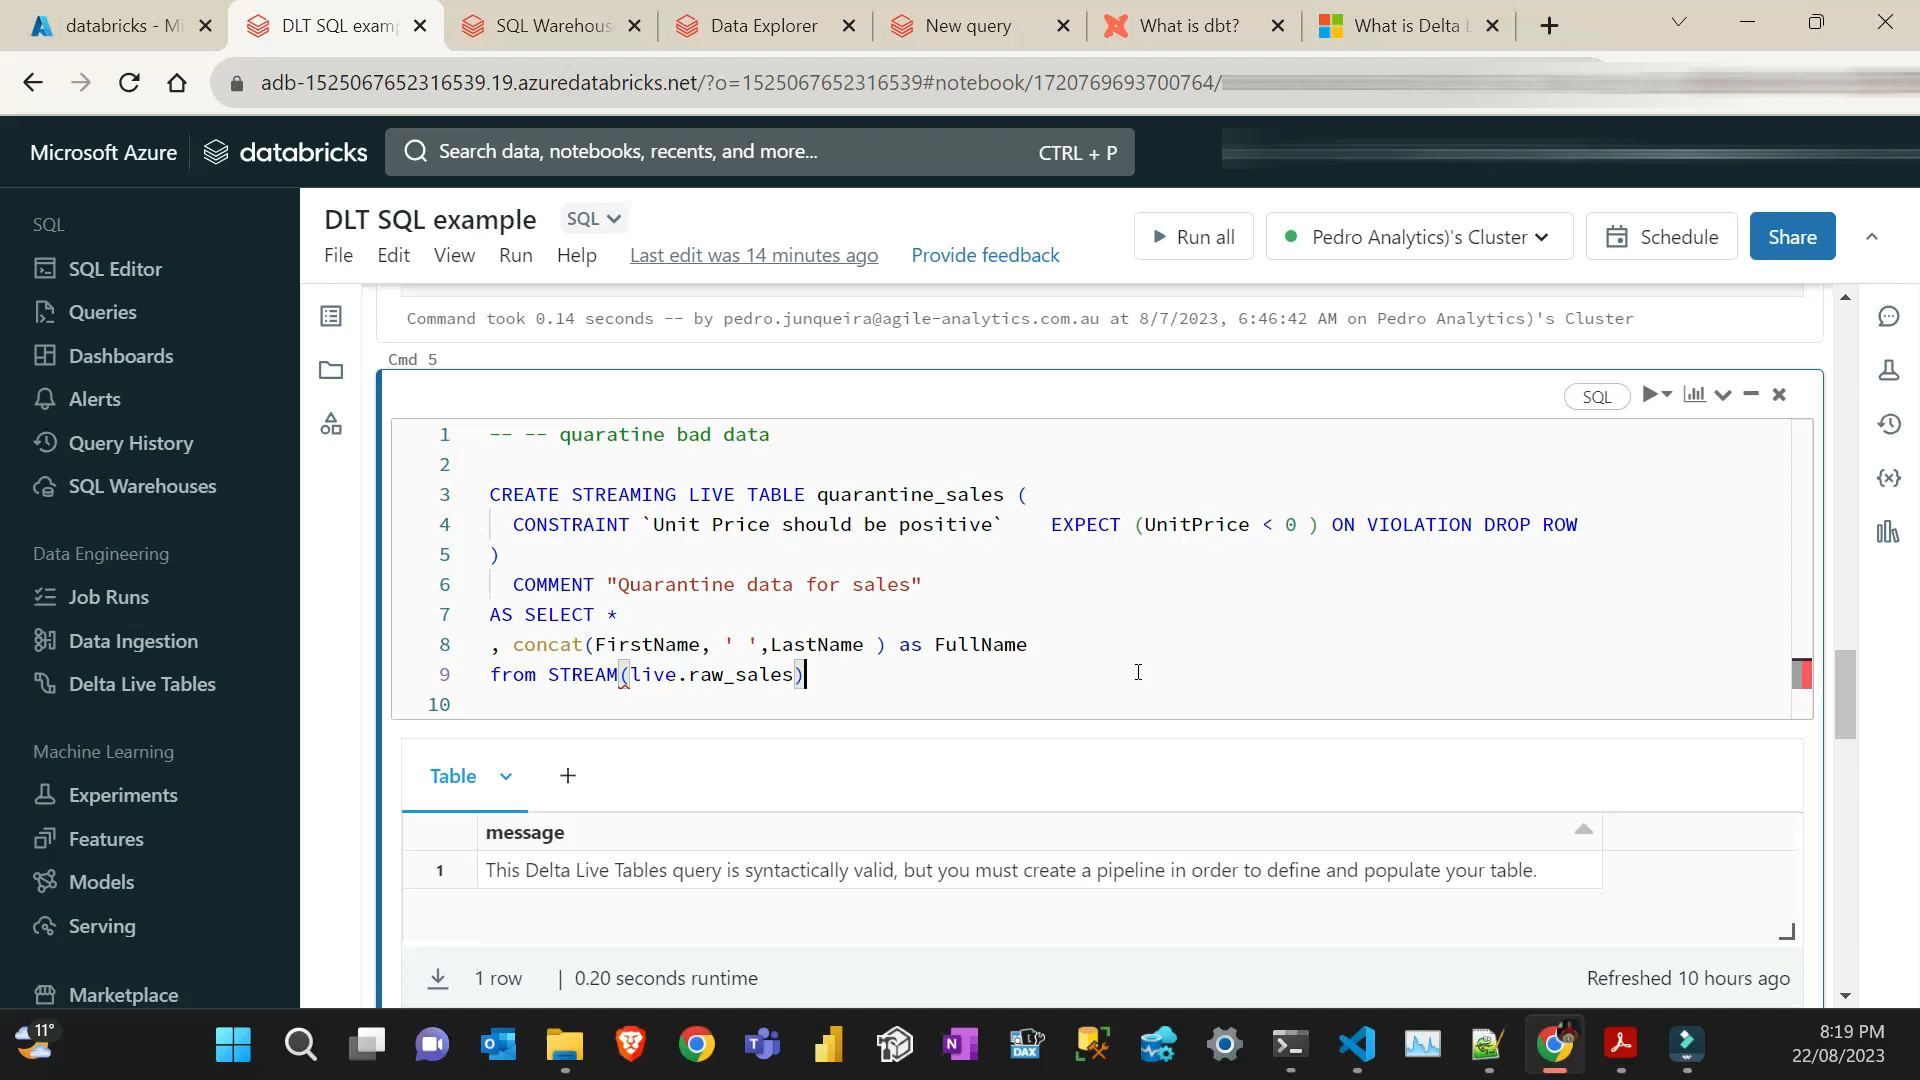 databricks - Mi
DLT SQL examp
SQL Warehous
Data Explorer
New query
What is dbt?
What is Delta L
adb-1525067652316539.19.azuredatabricks.net/?o=1525067652316539#notebook/1720769693700764/
Microsoft Azure
databricks
Search data, notebooks, recents, and more...
CTRL + P
SQL
SQL Editor
Queries
Dashboards
Alerts
Query History
SQL Warehouses
Data Engineering
Job Runs
Data Ingestion
Delta Live Tables
Machine Learning
Experiments
Features
Models
Serving
Marketplace
DLT SQL example
SQL
File Edit View Run Help Last edit was 14 minutes ago Provide feedback
Run all
Pedro Analytics)'s Cluster
Schedule
Share
Command took 0.14 seconds -- by pedro.junqueira@agile-analytics.com.au at 8/7/2023, 6:46:42 AM on Pedro Analytics)'s Cluster
Cmd 5
SQL
1 -- -- quaratine bad data
2
3 CREATE STREAMING LIVE TABLE quarantine_sales (
4 CONSTRAINT `Unit Price should be positive` EXPECT (UnitPrice < 0 ) ON VIOLATION DROP ROW
5 )
6 COMMENT "Quarantine data for sales"
7 AS SELECT *
8 , concat(FirstName, ' ',LastName ) as FullName
9 from STREAM(live.raw_sales)
10
Table
message
1 This Delta Live Tables query is syntactically valid, but you must create a pipeline in order to define and populate your table.
1 row | 0.20 seconds runtime
Refreshed 10 hours ago
11°
DAX
8:19 PM
22/08/2023